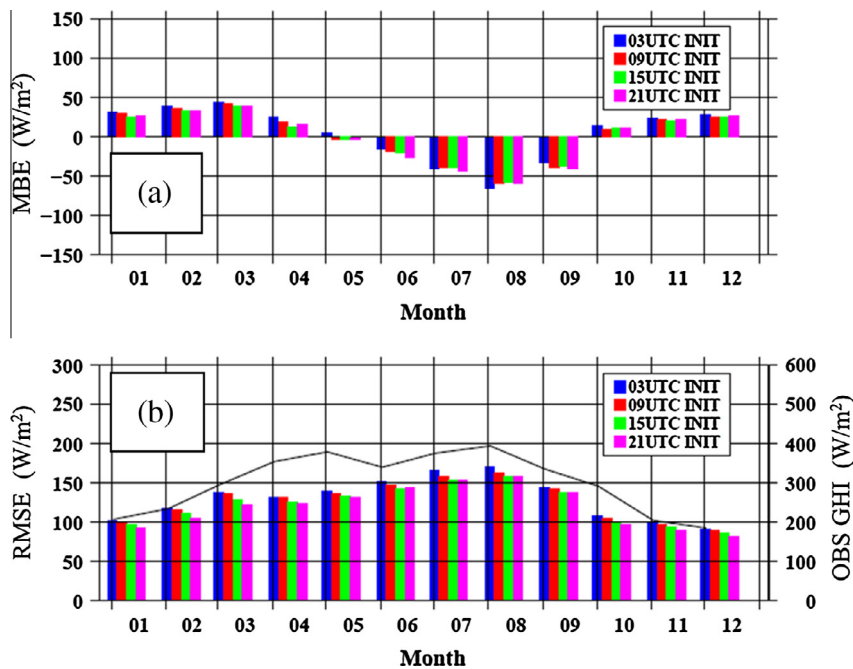 150
100
50
0
−50
−100
−150
MBE (W/m²)
(a)
03UTC INIT
09UTC INIT
15UTC INIT
21UTC INIT
01 02 03 04 05 06 07 08 09 10 11 12
Month
300
250
200
150
100
50
0
RMSE (W/m²)
(b)
03UTC INIT
09UTC INIT
15UTC INIT
21UTC INIT
600
500
400
300
200
100
0
OBS GHI (W/m²)
01 02 03 04 05 06 07 08 09 10 11 12
Month